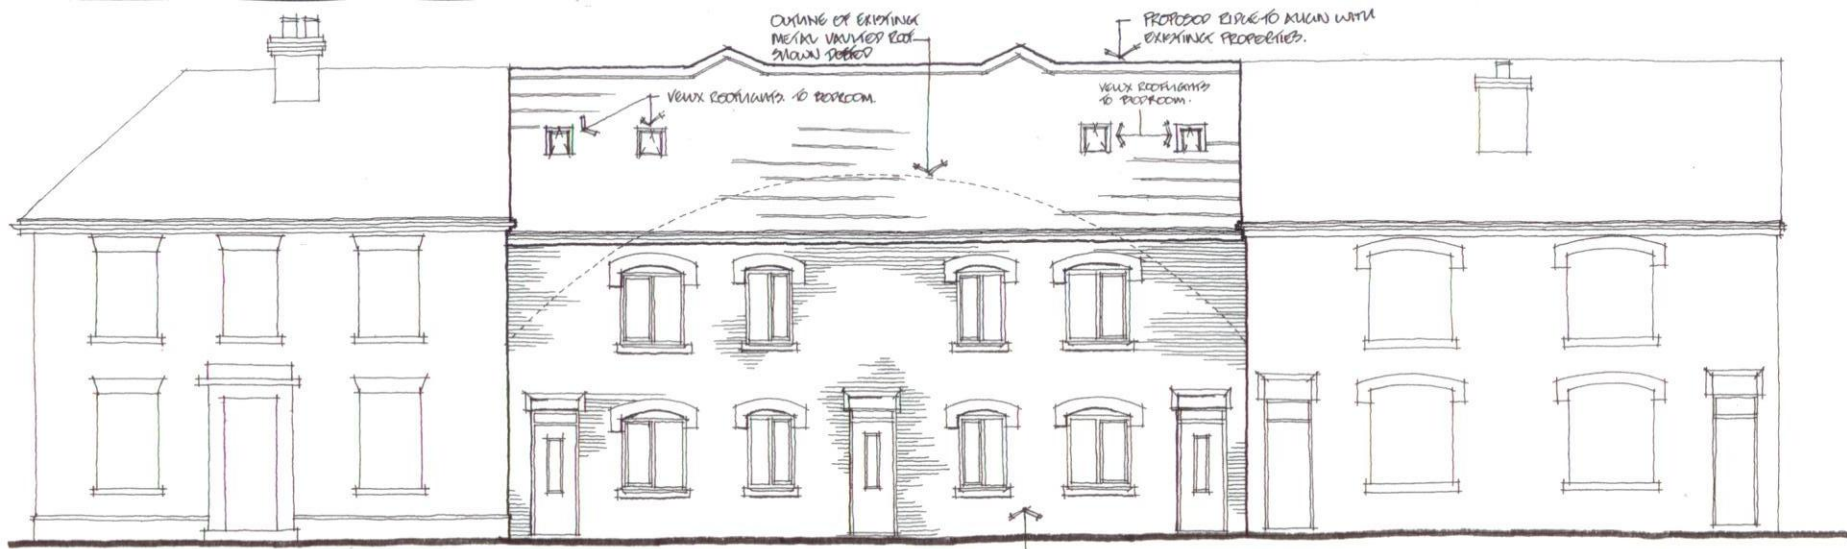 OUTLINE OF EXISTING
METAL VAULTED ROOF
SHOWN DOTTED
PROPOSED RIDGE TO ALIGN WITH
EXISTING PROPERTIES.
VELUX ROOFLIGHTS TO BEDROOM.
VELUX ROOFLIGHTS
TO BEDROOM.